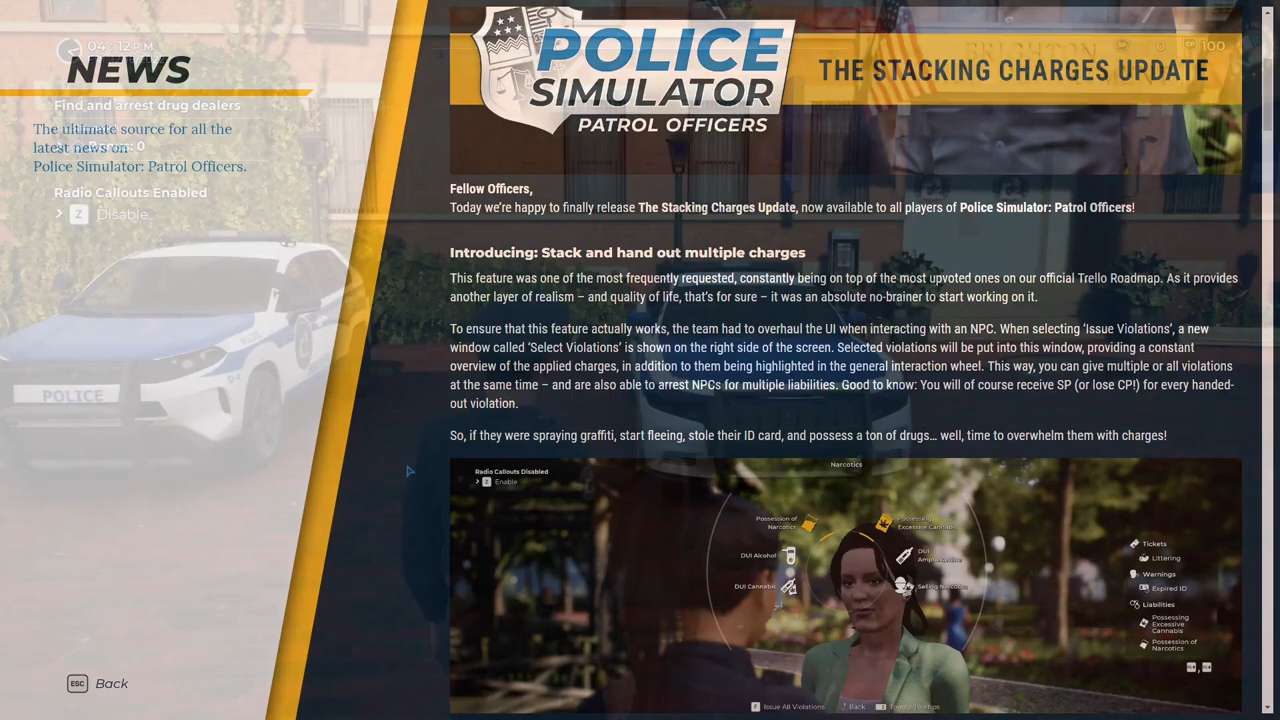 04 : 12 P.M.
NEWS
Find and arrest drug dealers
The ultimate source for all the
latest news on
: 0
Police Simulator: Patrol Officers.
Radio Callouts Enabled
> Z Disable
POLICE
ESC Back
POLICE
SIMULATOR
PATROL OFFICERS
BRIGHTON
0 100
THE STACKING CHARGES UPDATE
Fellow Officers,
Today we're happy to finally release The Stacking Charges Update, now available to all players of Police Simulator: Patrol Officers!
Introducing: Stack and hand out multiple charges
This feature was one of the most frequently requested, constantly being on top of the most upvoted ones on our official Trello Roadmap. As it provides
another layer of realism – and quality of life, that's for sure – it was an absolute no-brainer to start working on it.
To ensure that this feature actually works, the team had to overhaul the UI when interacting with an NPC. When selecting ‘Issue Violations’, a new
window called ‘Select Violations’ is shown on the right side of the screen. Selected violations will be put into this window, providing a constant
overview of the applied charges, in addition to them being highlighted in the general interaction wheel. This way, you can give multiple or all violations
at the same time – and are also able to arrest NPCs for multiple liabilities. Good to know: You will of course receive SP (or lose CP!) for every handed-
out violation.
So, if they were spraying graffiti, start fleeing, stole their ID card, and possess a ton of drugs… well, time to overwhelm them with charges!
Narcotics
Radio Callouts Disabled
> Z Enable
Possession of
Narcotics
Possessing
Excessive Cannabis
DUI Alcohol
DUI
Amphetamine
DUI Cannabis
Selling Narcotics
Tickets
Littering
Warnings
Expired ID
Liabilities
Possessing
Excessive
Cannabis
Possession of
Narcotics
F Issue All Violations
Back
Toggle Tooltips